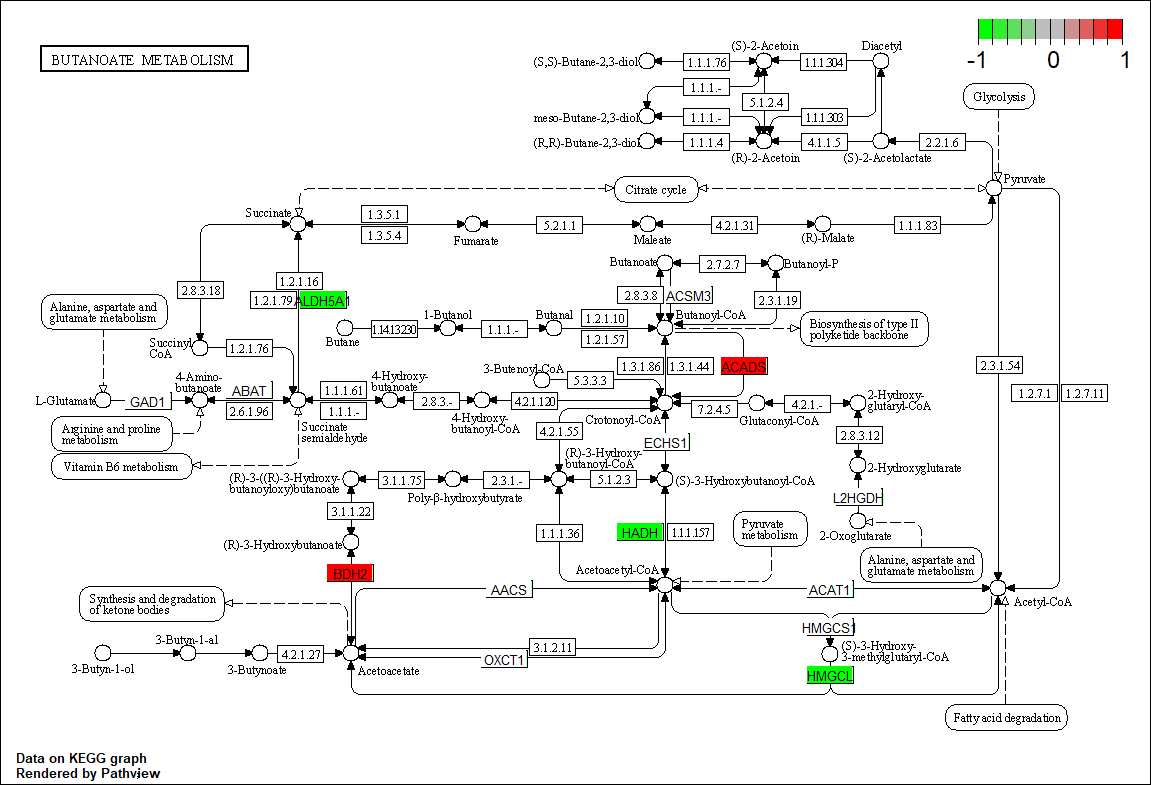 BUTANOATE METABOLISM
-1 0 1
(S)-2-Acetoin
Diacetyl
(S,S)-Butane-2,3-diol
1.1.1.76
1.1.1.304
1.1.1.-
5.1.2.4
meso-Butane-2,3-diol
1.1.1.-
1.1.1.303
(R,R)-Butane-2,3-diol
1.1.1.4
4.1.1.5
2.2.1.6
(R)-2-Acetoin
(S)-2-Acetolactate
Glycolysis
Pyruvate
Citrate cycle
Succinate
1.3.5.1
1.3.5.4
Fumarate
5.2.1.1
Maleate
4.2.1.31
(R)-Malate
1.1.1.83
Butanoate
2.7.2.7
Butanoyl-P
2.8.3.18
1.2.1.16
1.2.1.79
ALDH5A1
2.8.3.8
ACSM3
2.3.1.19
Alanine, aspartate and
glutamate metabolism
1-Butanol
Butanal
1.2.1.10
Butanoyl-CoA
Butane
1.14.13230
1.1.1.-
1.2.1.57
Biosynthesis of type II
polyketide backbone
Succinyl
CoA
1.2.1.76
3-Butenoyl-CoA
5.3.3.3
1.3.1.86
1.3.1.44
ACADS
2.3.1.54
4-Amino-
butanoate
ABAT
2.6.1.96
L-Glutamate
GAD1
1.1.1.61
1.1.1.-
4-Hydroxy-
butanoate
2.8.3.-
4.2.1.120
4-Hydroxy-
butanoyl-CoA
Crotonoyl-CoA
7.2.4.5
Glutaconyl-CoA
4.2.1.-
2-Hydroxy-
glutaryl-CoA
1.2.7.1
1.2.7.11
Arginine and proline
metabolism
Succinate
semialdehyde
Vitamin B6 metabolism
4.2.1.55
ECHS1
2.8.3.12
(R)-3-Hydroxy-
butanoyl-CoA
2-Hydroxyglutarate
(R)-3-((R)-3-Hydroxy-
butanoyloxy)butanoate
3.1.1.75
Poly-β-hydroxybutyrate
2.3.1.-
5.1.2.3
(S)-3-Hydroxybutanoyl-CoA
L2HGDH
3.1.1.22
(R)-3-Hydroxybutanoate
1.1.1.36
HADH
1.1.1.157
Pyruvate
metabolism
2-Oxoglutarate
Alanine, aspartate and
glutamate metabolism
BDH2
Acetoacetyl-CoA
AACS
ACAT1
Acetyl-CoA
Synthesis and degradation
of ketone bodies
HMGCS1
3-Butyn-1-al
3-Butyn-1-ol
3-Butynoate
4.2.1.27
Acetoacetate
3.1.2.11
OXCT1
(S)-3-Hydroxy-
3-methylglutaryl-CoA
HMGCL
Fatty acid degradation
Data on KEGG graph
Rendered by Pathview